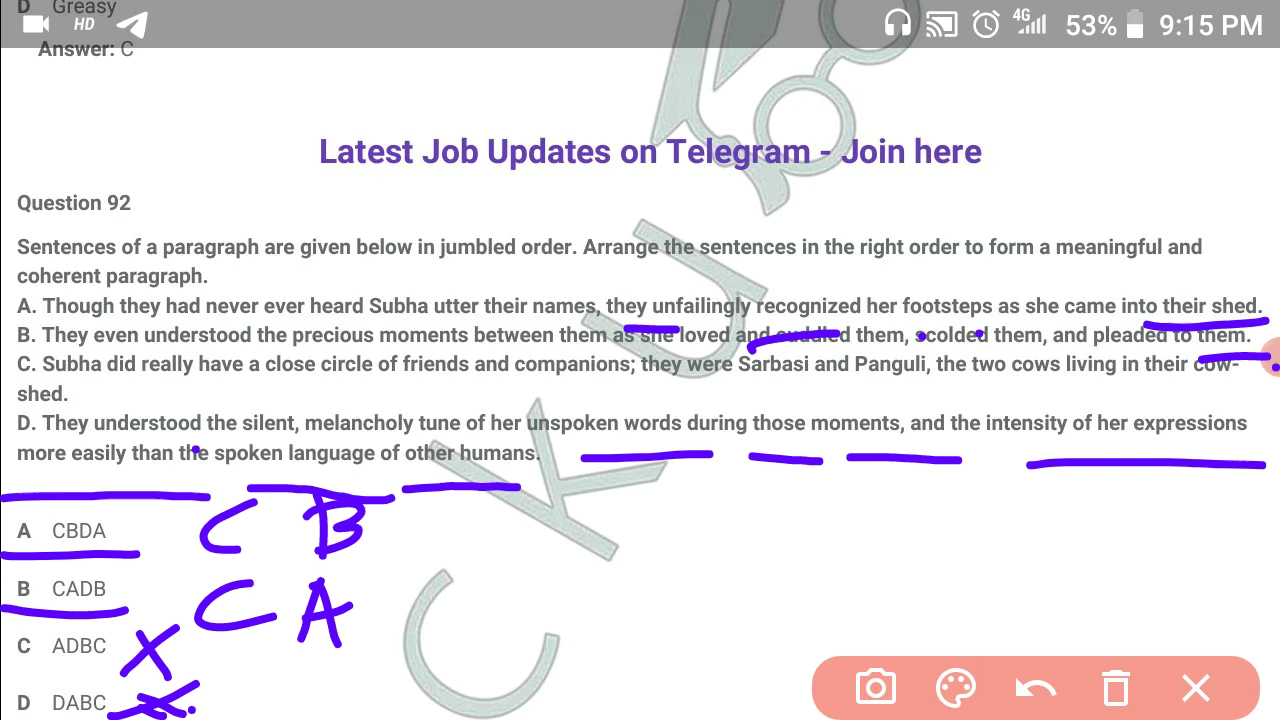 D Greasy
HD 4G 53% 9:15 PM
Answer: C
Latest Job Updates on Telegram - Join here
Question 92
Sentences of a paragraph are given below in jumbled order. Arrange the sentences in the right order to form a meaningful and
coherent paragraph.
A. Though they had never ever heard Subha utter their names, they unfailingly recognized her footsteps as she came into their shed.
B. They even understood the precious moments between them as she loved and cuddled them, scolded them, and pleaded to them.
C. Subha did really have a close circle of friends and companions; they were Sarbasi and Panguli, the two cows living in their cow-
shed.
D. They understood the silent, melancholy tune of her unspoken words during those moments, and the intensity of her expressions
more easily than the spoken language of other humans.
A CBDA C B
B CADB C A
C ADBC X
D DABC X